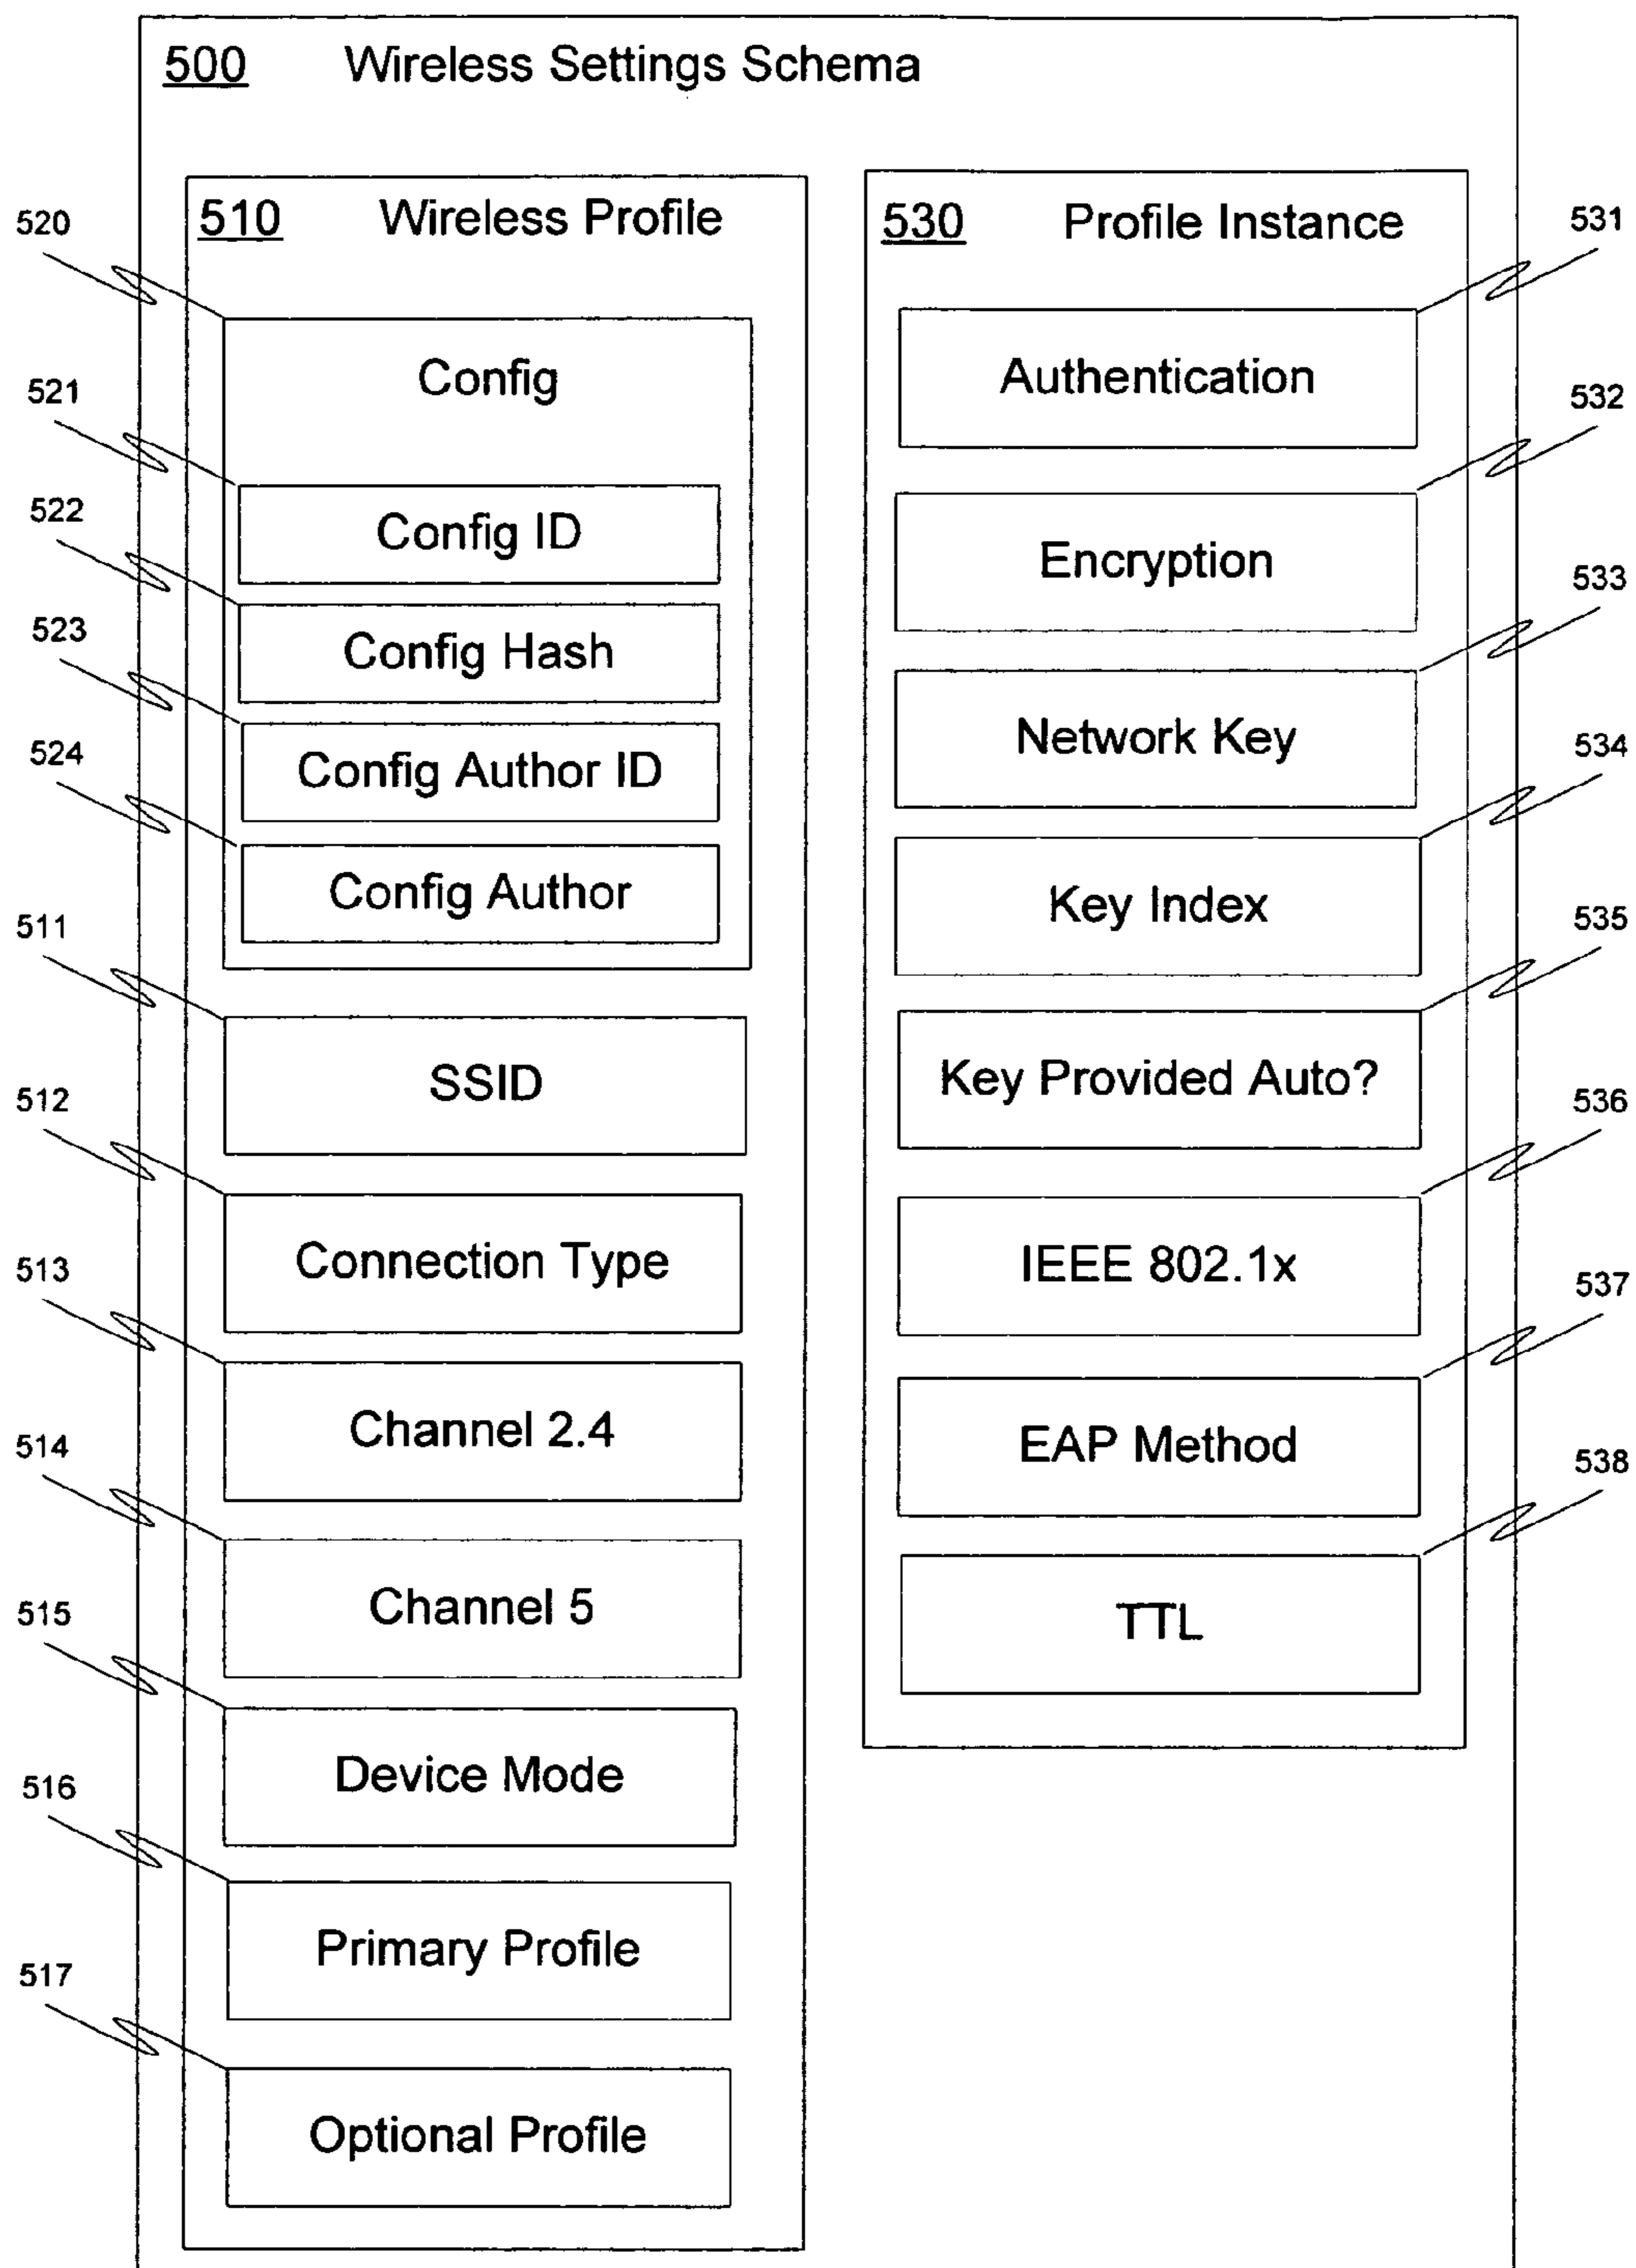 500 Wireless Settings Schema
510 Wireless Profile
520
Config
521
Config ID
522
Config Hash
523
Config Author ID
524
Config Author
511
SSID
512
Connection Type
513
Channel 2.4
514
Channel 5
515
Device Mode
516
Primary Profile
517
Optional Profile
530 Profile Instance
531
Authentication
532
Encryption
533
Network Key
534
Key Index
535
Key Provided Auto?
536
IEEE 802.1x
537
EAP Method
538
TTL